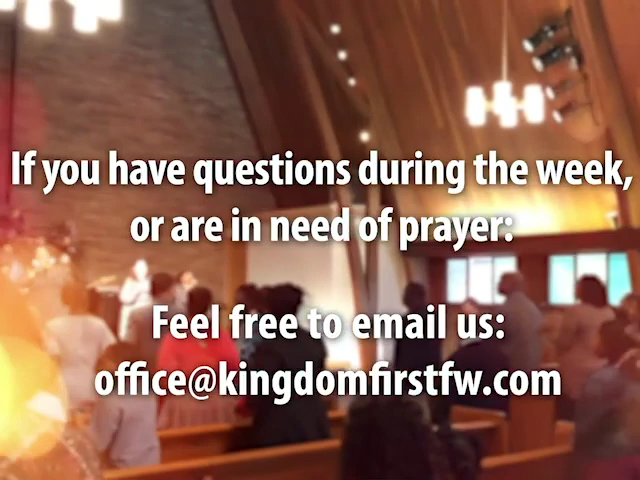 If you have questions during the week,
or are in need of prayer:
Feel free to email us:
office@kingdomfirstfw.com